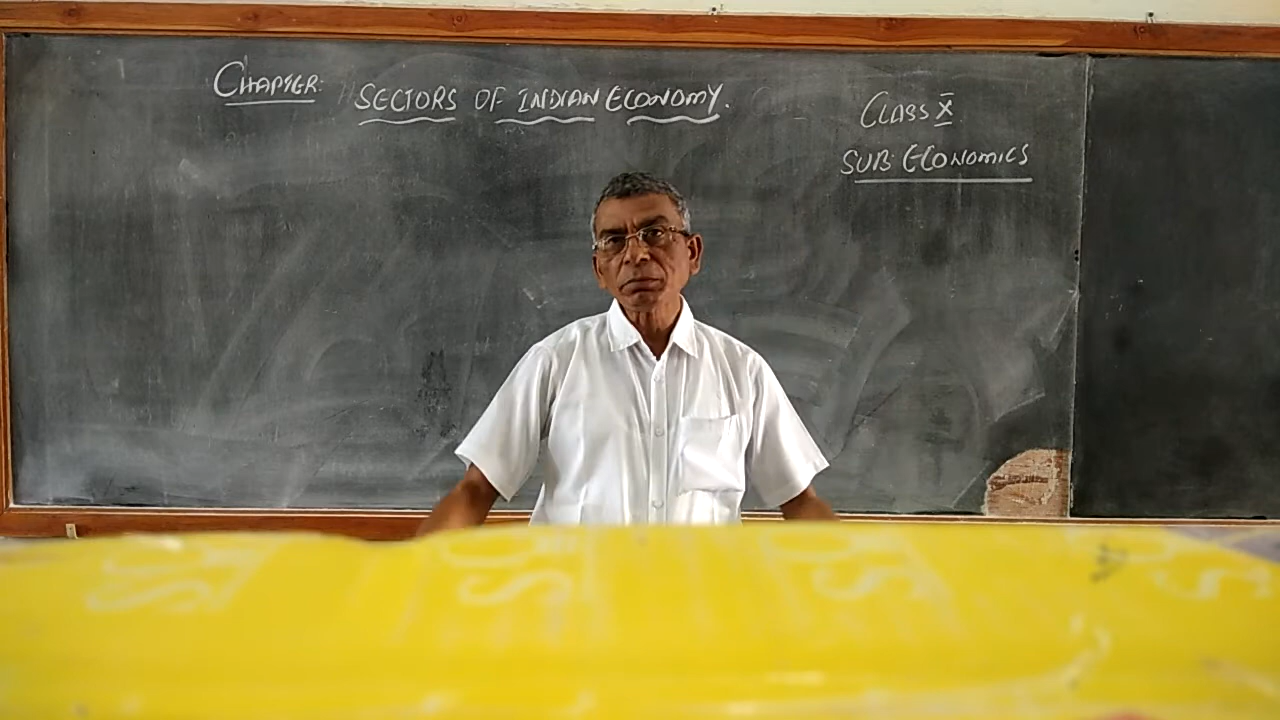 CHAPTER: SECTORS OF INDIAN ECONOMY.
CLASS X
SUB: ECONOMICS